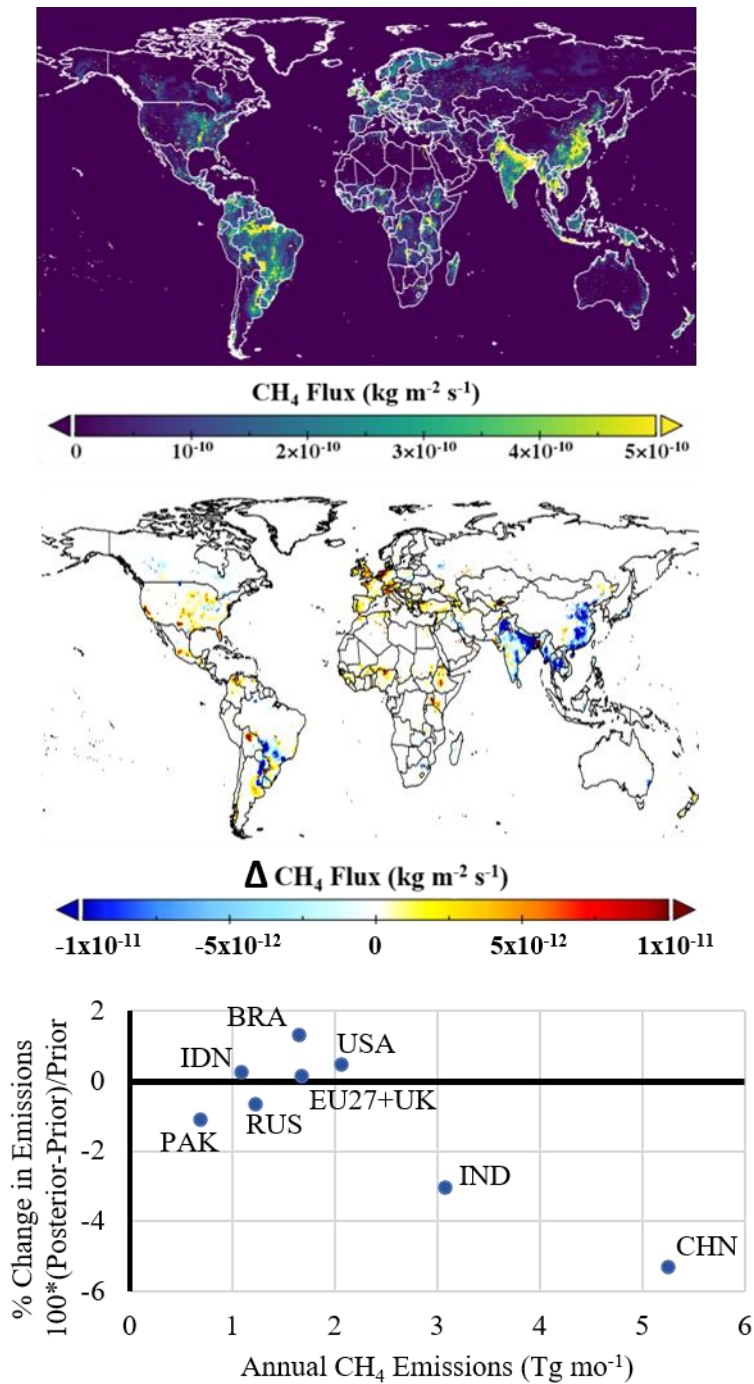 CH₄ Flux (kg m⁻² s⁻¹)
0 10⁻¹⁰ 2×10⁻¹⁰ 3×10⁻¹⁰ 4×10⁻¹⁰ 5×10⁻¹⁰
Δ CH₄ Flux (kg m⁻² s⁻¹)
-1x10⁻¹¹ -5x10⁻¹² 0 5x10⁻¹² 1x10⁻¹¹
% Change in Emissions
100*(Posterior-Prior)/Prior
2
0
-2
-4
-6
BRA
USA
IDN
EU27+UK
RUS
PAK
IND
CHN
0 1 2 3 4 5 6
Annual CH₄ Emissions (Tg mo⁻¹)